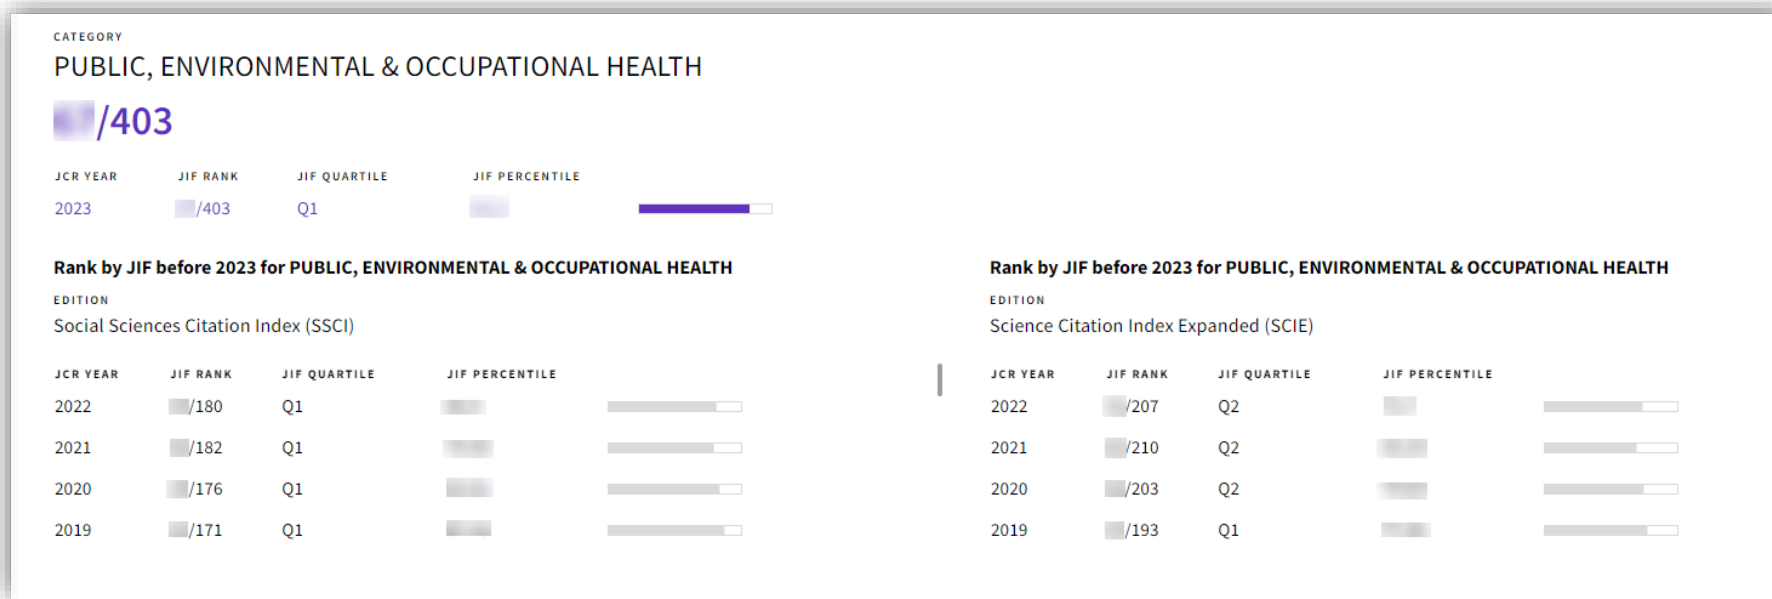 CATEGORY
PUBLIC, ENVIRONMENTAL & OCCUPATIONAL HEALTH
/403
JCR YEAR JIF RANK JIF QUARTILE JIF PERCENTILE
2023 /403 Q1
Rank by JIF before 2023 for PUBLIC, ENVIRONMENTAL & OCCUPATIONAL HEALTH
EDITION
Social Sciences Citation Index (SSCI)
JCR YEAR JIF RANK JIF QUARTILE JIF PERCENTILE
2022 /180 Q1
2021 /182 Q1
2020 /176 Q1
2019 /171 Q1
Rank by JIF before 2023 for PUBLIC, ENVIRONMENTAL & OCCUPATIONAL HEALTH
EDITION
Science Citation Index Expanded (SCIE)
JCR YEAR JIF RANK JIF QUARTILE JIF PERCENTILE
2022 /207 Q2
2021 /210 Q2
2020 /203 Q2
2019 /193 Q1